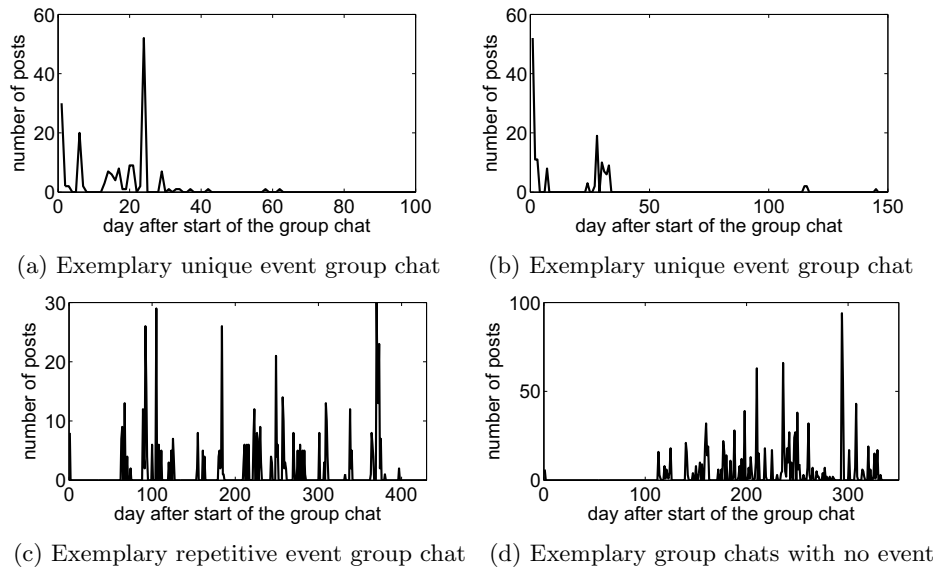 60
40
20
0
0 20 40 60 80 100
number of posts
day after start of the group chat
(a) Exemplary unique event group chat
60
40
20
0
0 50 100 150
number of posts
day after start of the group chat
(b) Exemplary unique event group chat
30
20
10
0
0 100 200 300 400
number of posts
day after start of the group chat
(c) Exemplary repetitive event group chat
100
50
0
0 100 200 300
number of posts
day after start of the group chat
(d) Exemplary group chats with no event